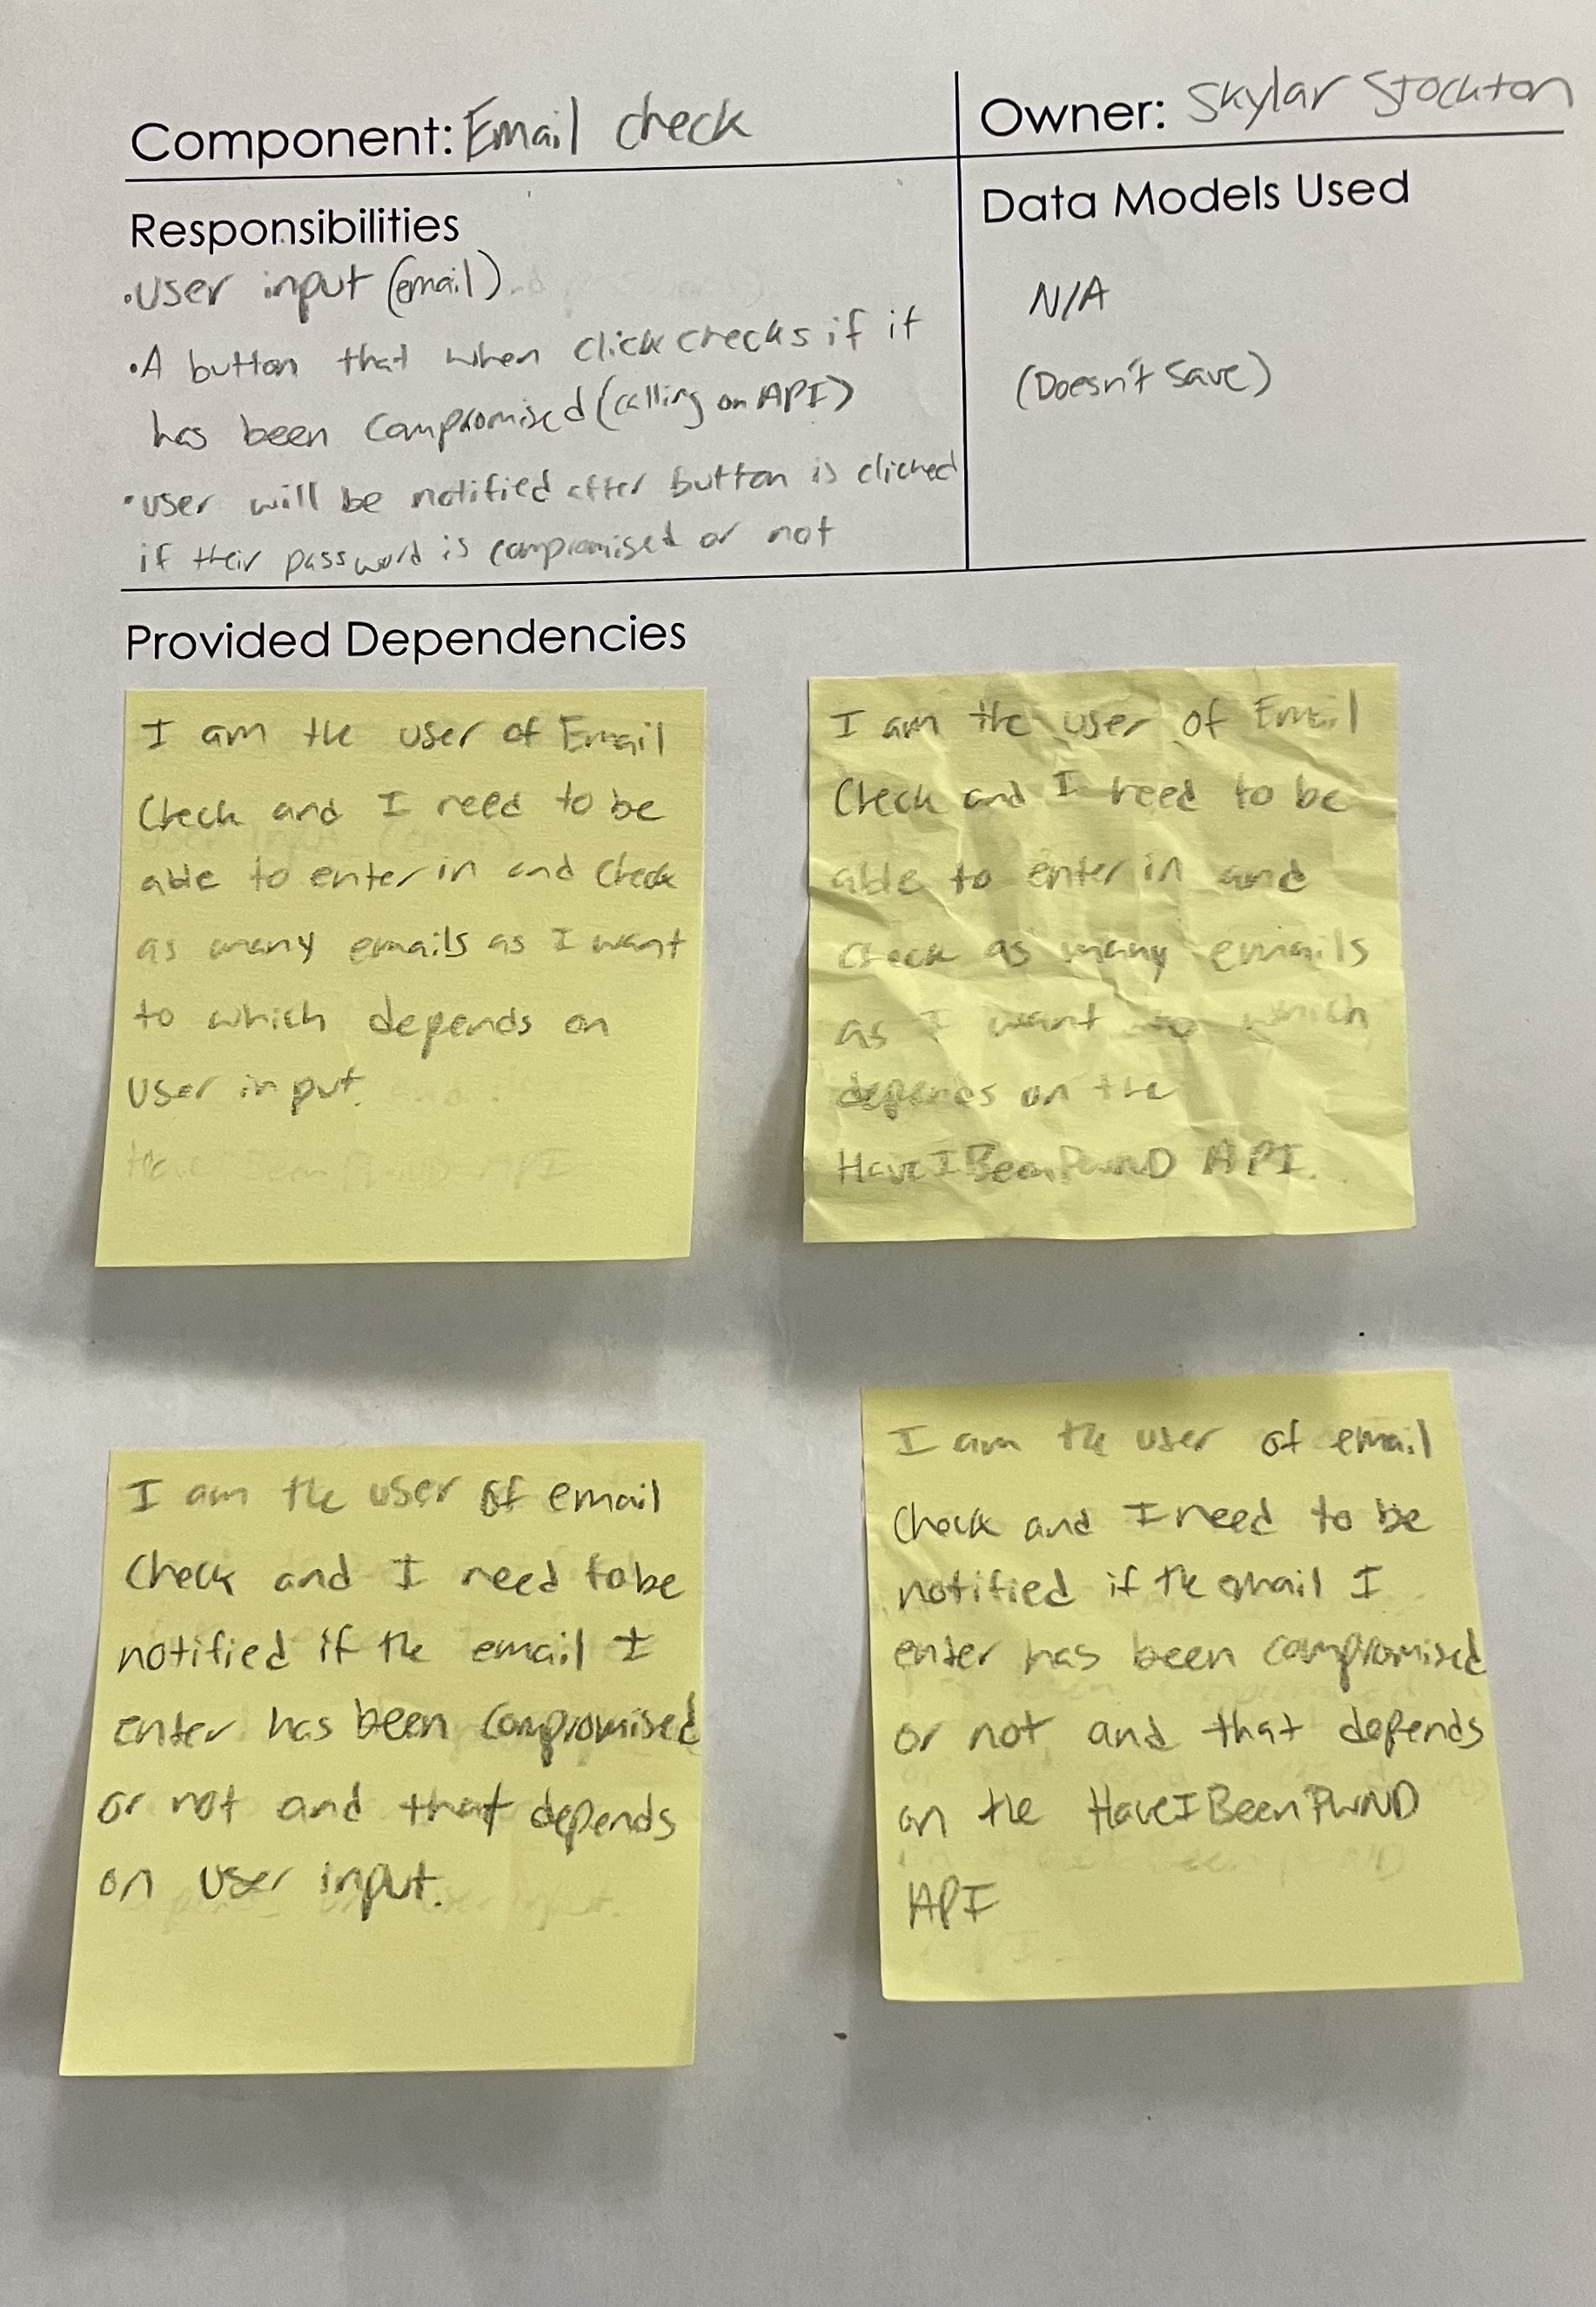 Component: Email check
Owner: Skylar Stockton
Responsibilities
•User input (email)
•A button that when click checks if it
has been compromised (calling on API)
•user will be notified after button is clicked
if their password is compromised or not
Data Models Used
N/A
(Doesn't Save)
Provided Dependencies
I am the user of Email
Check and I need to be
able to enter in and check
as many emails as I want
to which depends on
User input.
I am the user of Email
Check and I need to be
able to enter in and
check as many emails
as I want to which
depends on the
HaveIBeenPwnD API.
I am the user of email
Check and I need to be
notified if the email I
enter has been compromised
or not and that depends
on user input.
I am the user of email
Check and I need to be
notified if the email I
enter has been compromised
or not and that depends
on the HaveIBeenPwnD
API